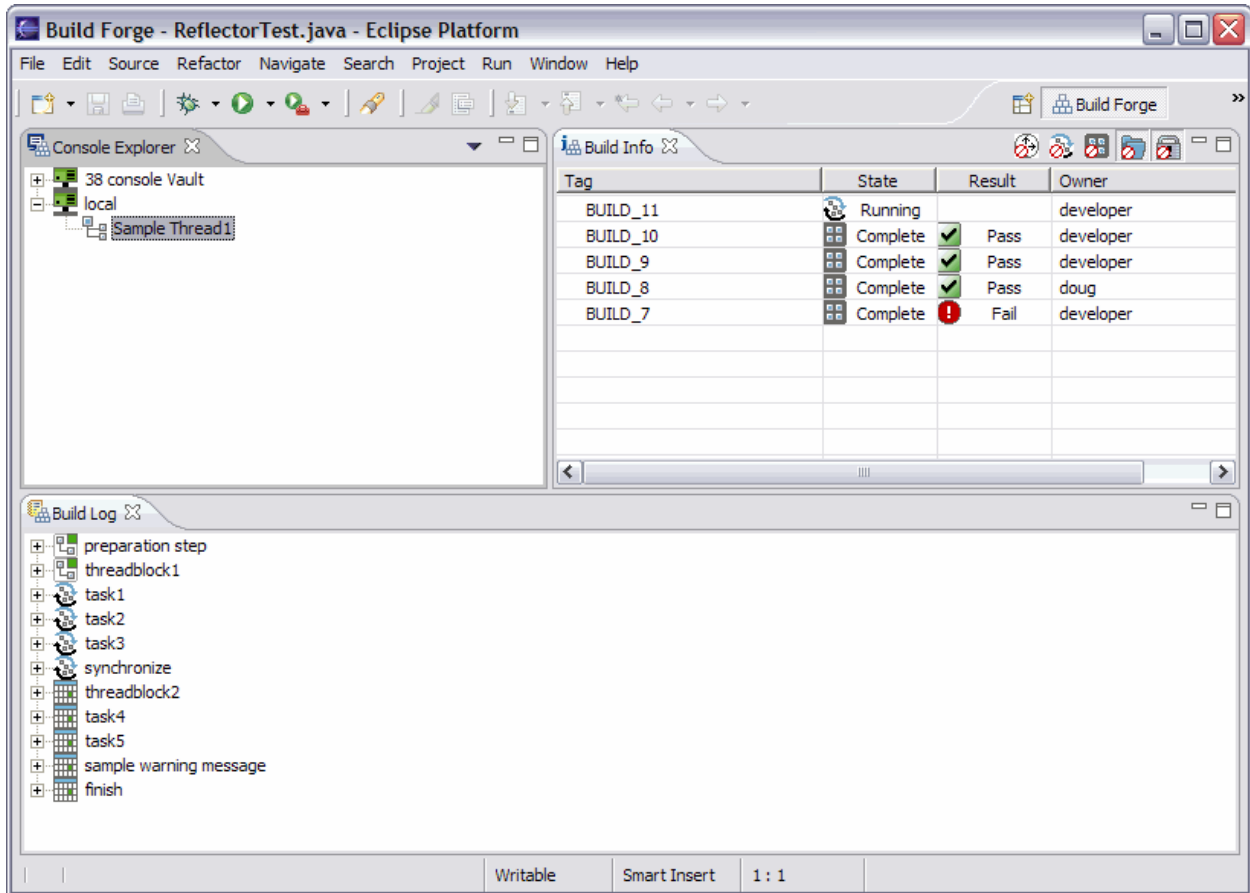 Build Forge - ReflectorTest.java - Eclipse Platform
File Edit Source Refactor Navigate Search Project Run Window Help
Build Forge »
Console Explorer
38 console Vault
local
Sample Thread1
Build Info
Tag State Result Owner
BUILD_11 Running developer
BUILD_10 Complete Pass developer
BUILD_9 Complete Pass developer
BUILD_8 Complete Pass doug
BUILD_7 Complete Fail developer
Build Log
preparation step
threadblock1
task1
task2
task3
synchronize
threadblock2
task4
task5
sample warning message
finish
Writable Smart Insert 1 : 1